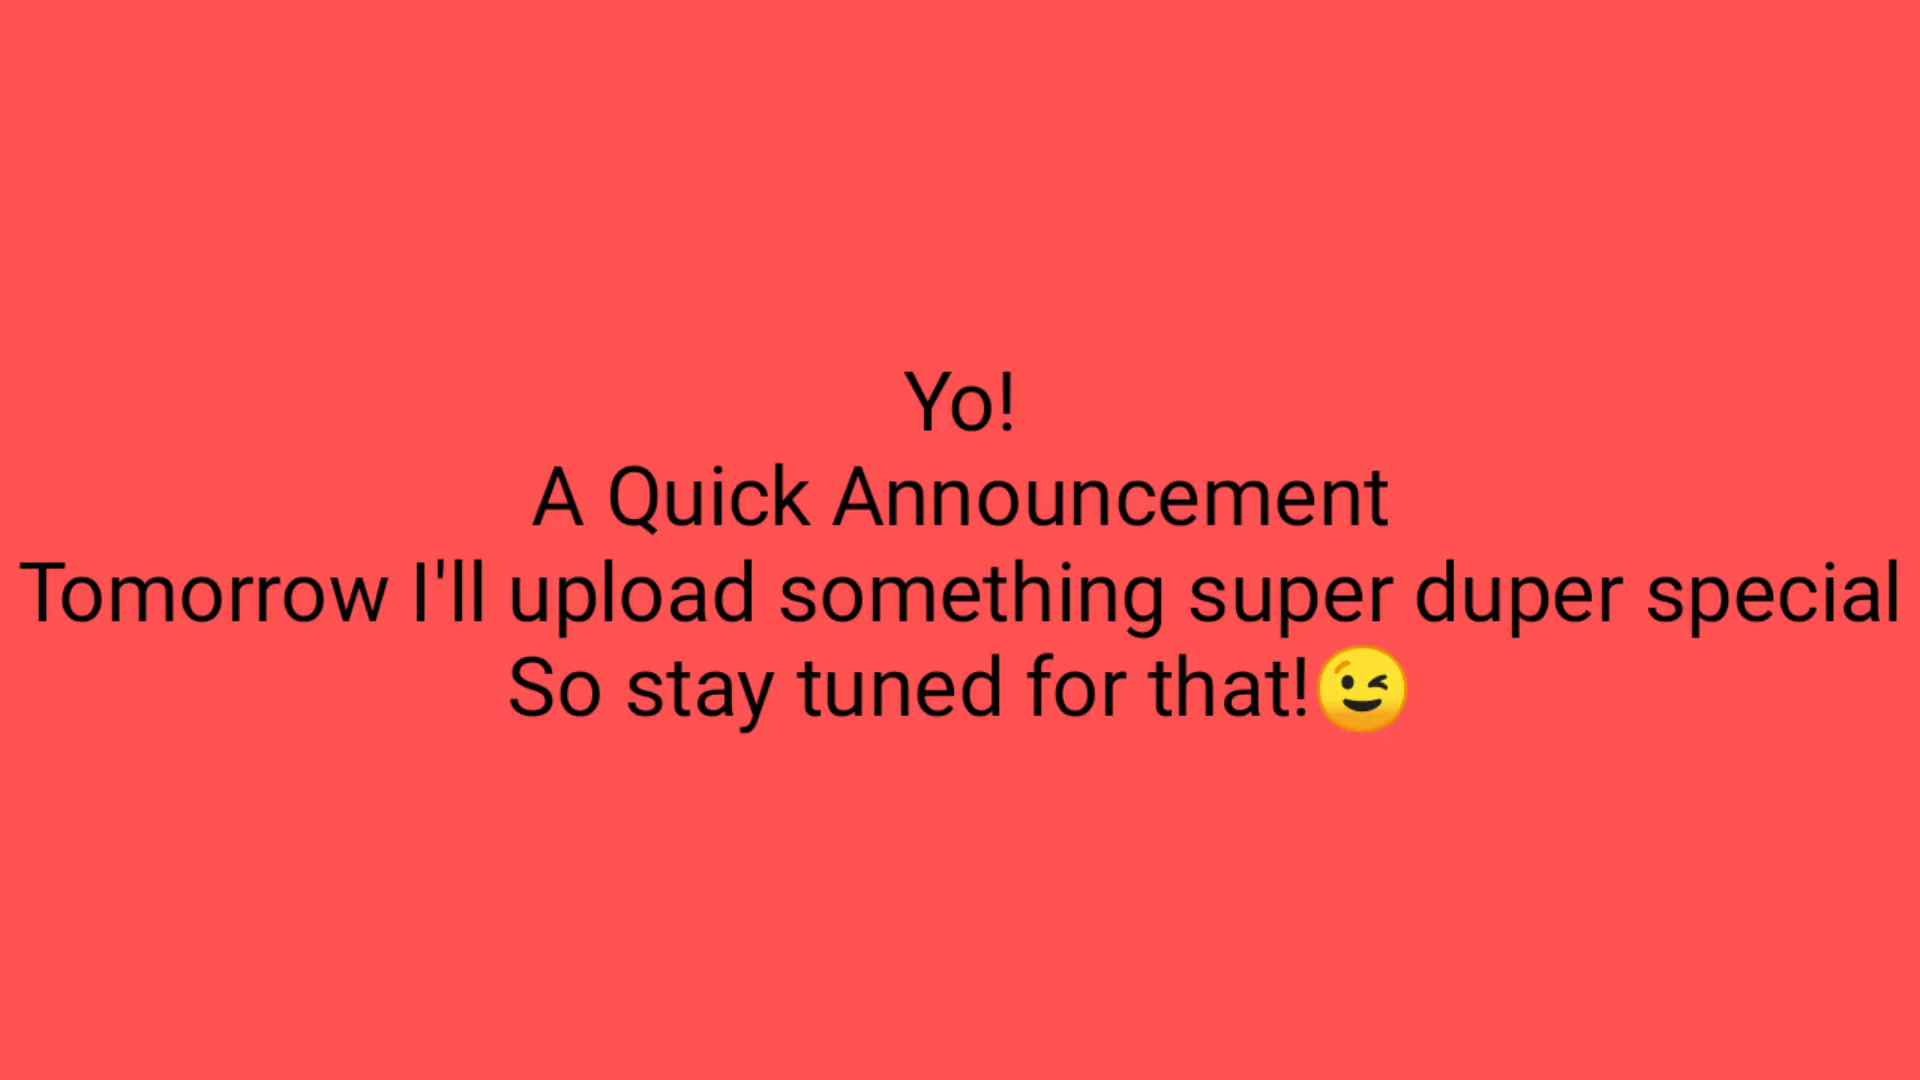 Yo!
A Quick Announcement
Tomorrow I'll upload something super duper special
So stay tuned for that!😉